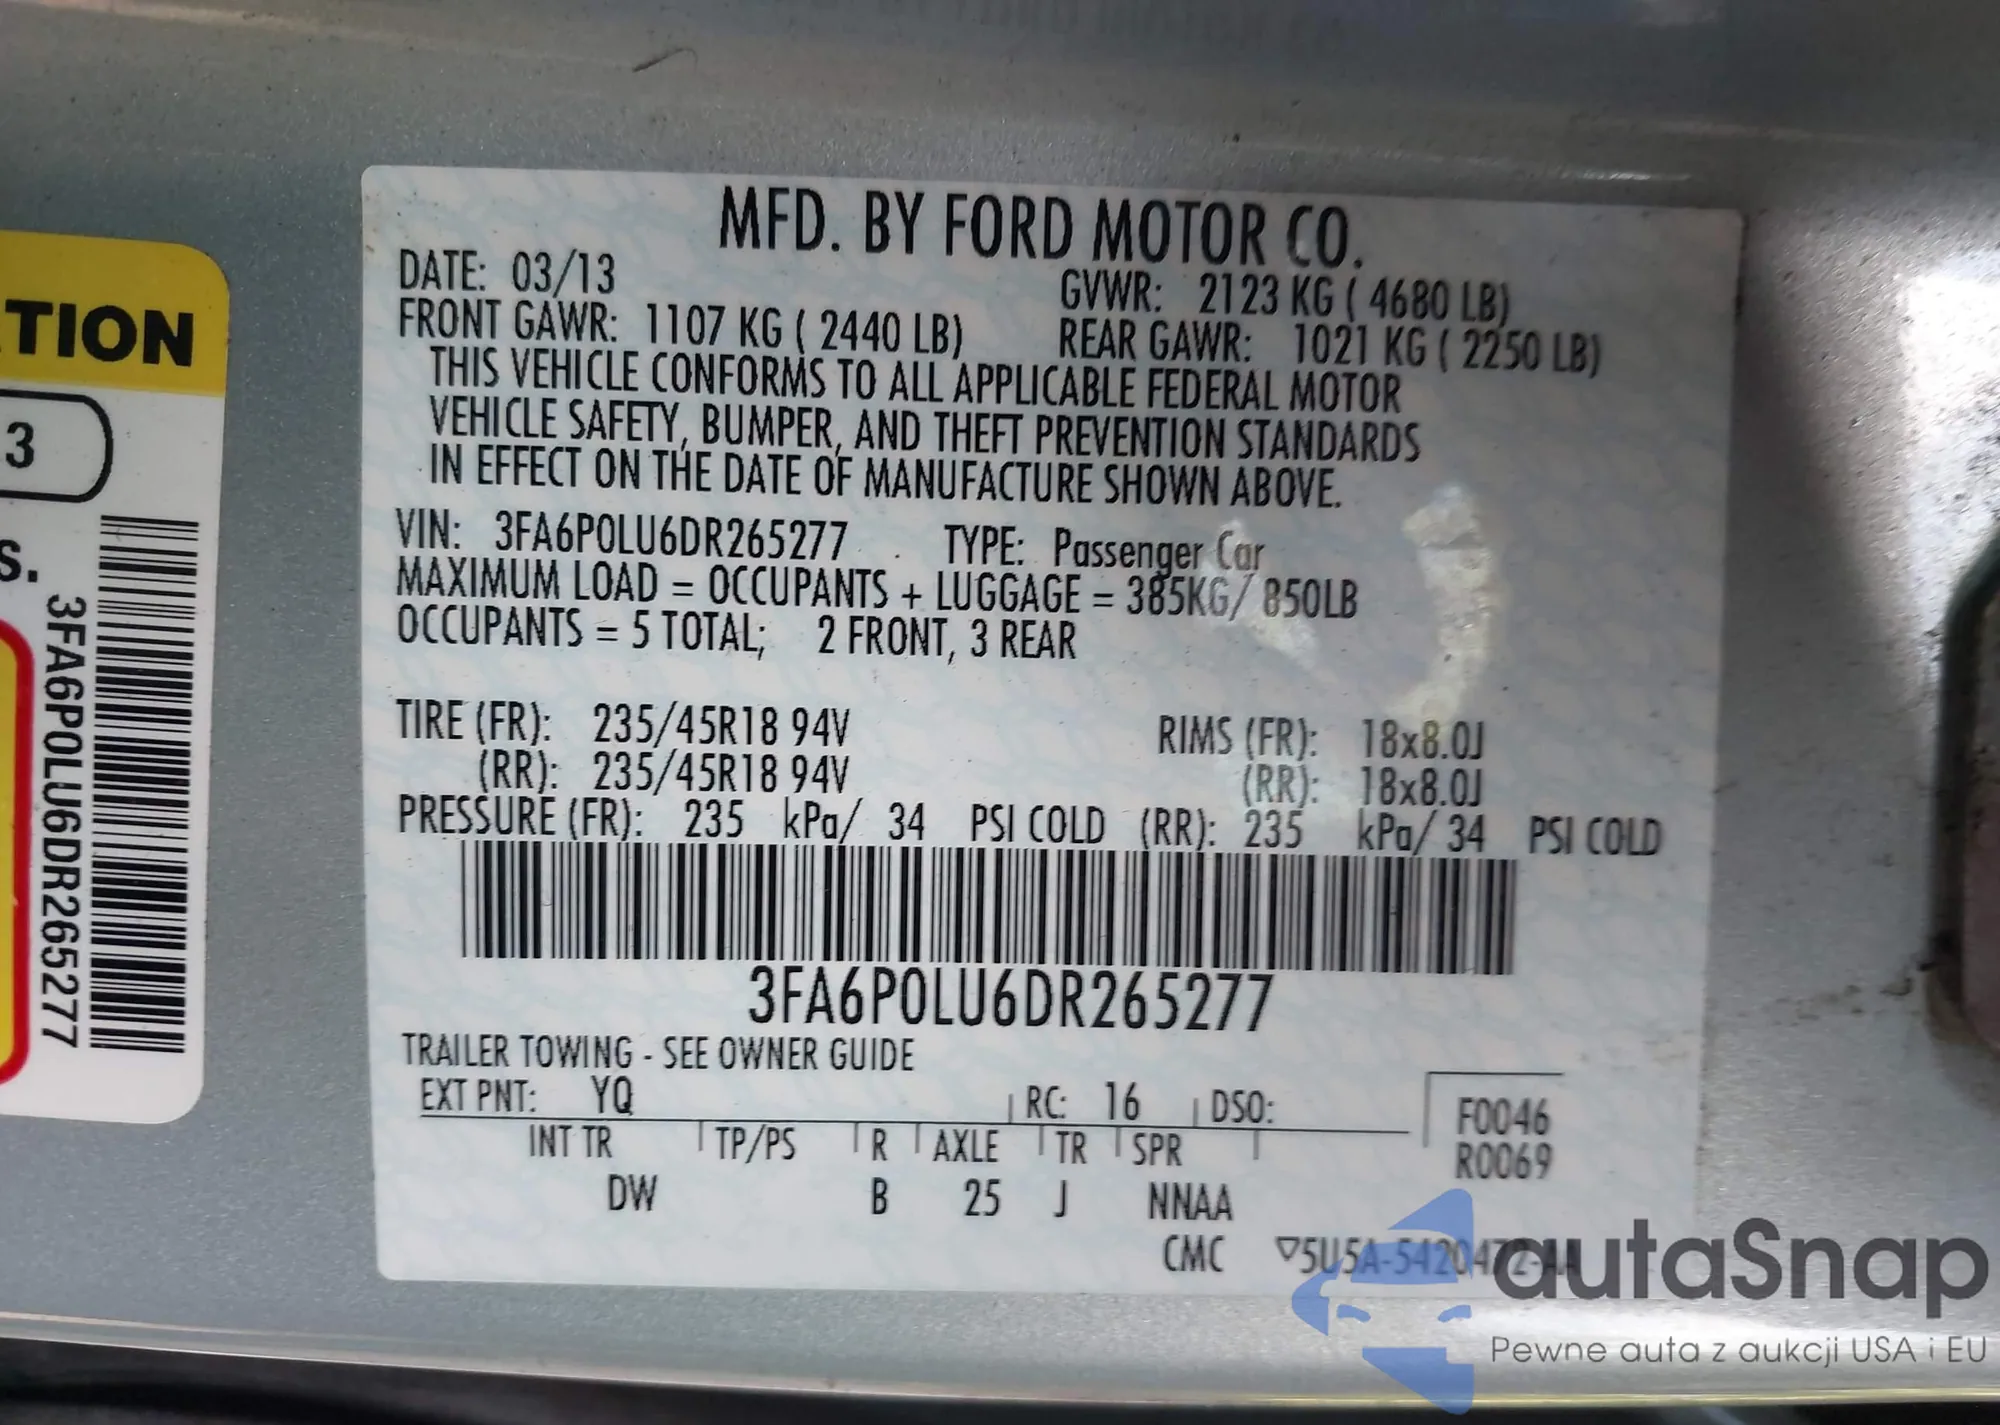 MFD. BY FORD MOTOR CO.
DATE: 03/13
GVWR: 2123 KG ( 4680 LB)
FRONT GAWR: 1107 KG ( 2440 LB)
REAR GAWR: 1021 KG ( 2250 LB)
THIS VEHICLE CONFORMS TO ALL APPLICABLE FEDERAL MOTOR
VEHICLE SAFETY, BUMPER, AND THEFT PREVENTION STANDARDS
IN EFFECT ON THE DATE OF MANUFACTURE SHOWN ABOVE.
VIN: 3FA6P0LU6DR265277 TYPE: Passenger Car
MAXIMUM LOAD = OCCUPANTS + LUGGAGE = 385KG/ 850LB
OCCUPANTS = 5 TOTAL; 2 FRONT, 3 REAR
TIRE (FR): 235/45R18 94V RIMS (FR): 18x8.0J
(RR): 235/45R18 94V (RR): 18x8.0J
PRESSURE (FR): 235 kPa/ 34 PSI COLD (RR): 235 kPa/ 34 PSI COLD
3FA6P0LU6DR265277
TRAILER TOWING - SEE OWNER GUIDE
EXT PNT: YQ RC: 16 DSO:
F0046
R0069
INT TR TP/PS R AXLE TR SPR
DW B 25 J NNAA
CMC ▽5U5A-5420472-AA
TION
3
S.
3FA6P0LU6DR265277
autaSnap
Pewne auta z aukcji USA i EU